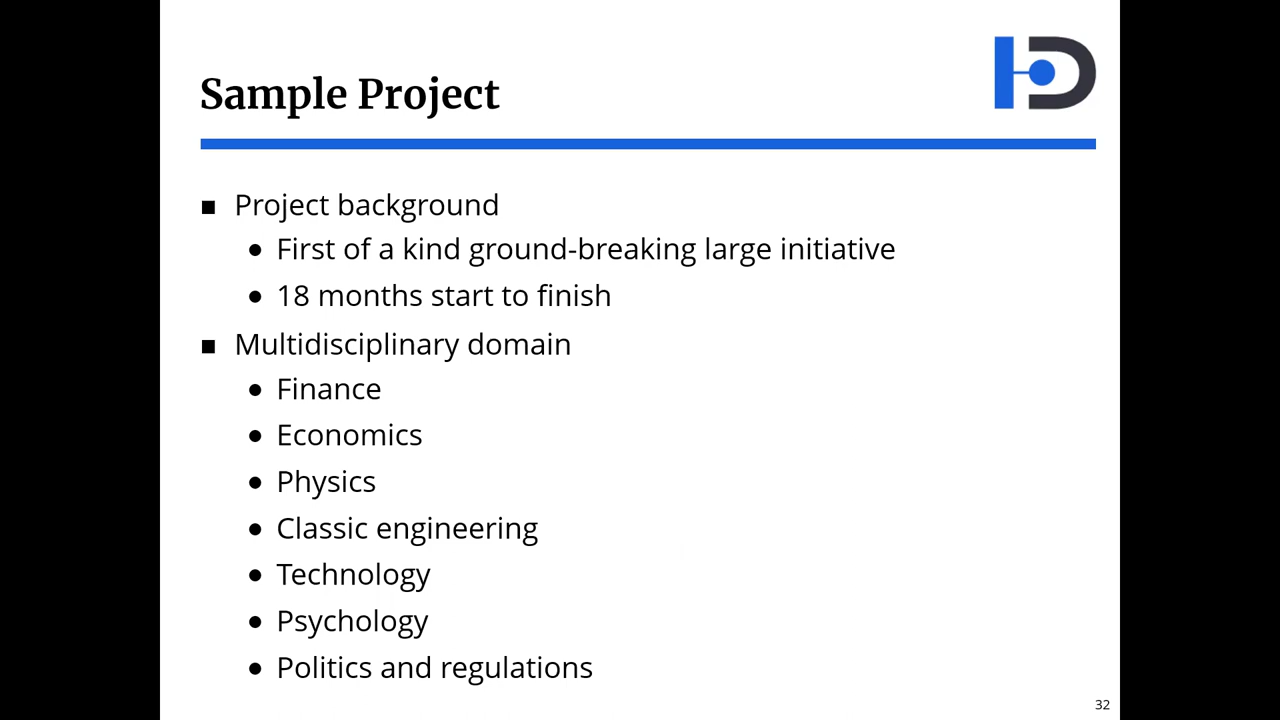 Sample Project
■ Project background
● First of a kind ground-breaking large initiative
● 18 months start to finish
■ Multidisciplinary domain
● Finance
● Economics
● Physics
● Classic engineering
● Technology
● Psychology
● Politics and regulations
32